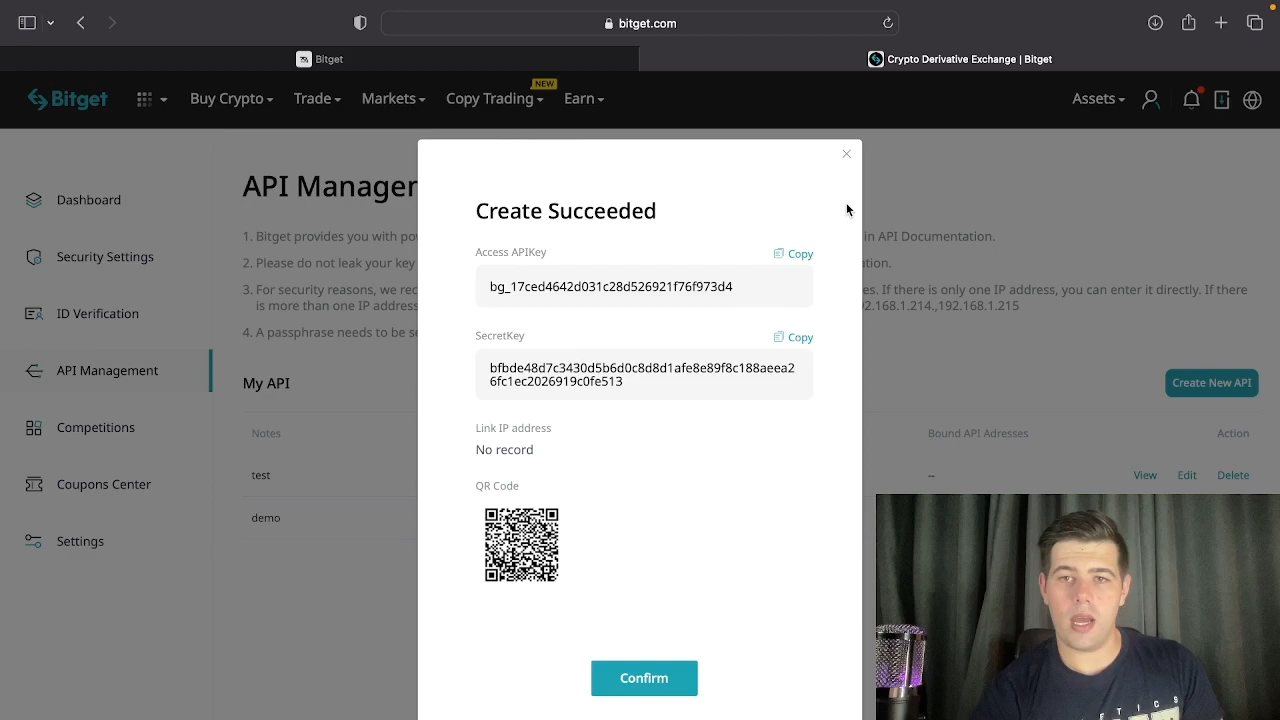 bitget.com
Bitget
Crypto Derivative Exchange | Bitget
Bitget
Buy Crypto
Trade
Markets
NEW
Copy Trading
Earn
Assets
Dashboard
Security Settings
ID Verification
API Management
Competitions
Coupons Center
Settings
API Manager
1. Bitget provides you with po
in API Documentation.
2. Please do not leak your key
ation.
3. For security reasons, we rec
es. If there is only one IP address, you can enter it directly. If there
is more than one IP address
92.168.1.214.,192.168.1.215
4. A passphrase needs to be se
My API
Create New API
Notes
Bound API Adresses
Action
test
--
View
Edit
Delete
demo
Create Succeeded
Access APIKey
Copy
bg_17ced4642d031c28d526921f76f973d4
SecretKey
Copy
bfbde48d7c3430d5b6d0c8d8d1afe8e89f8c188aeea2
6fc1ec2026919c0fe513
Link IP address
No record
QR Code
Confirm
E T I C S